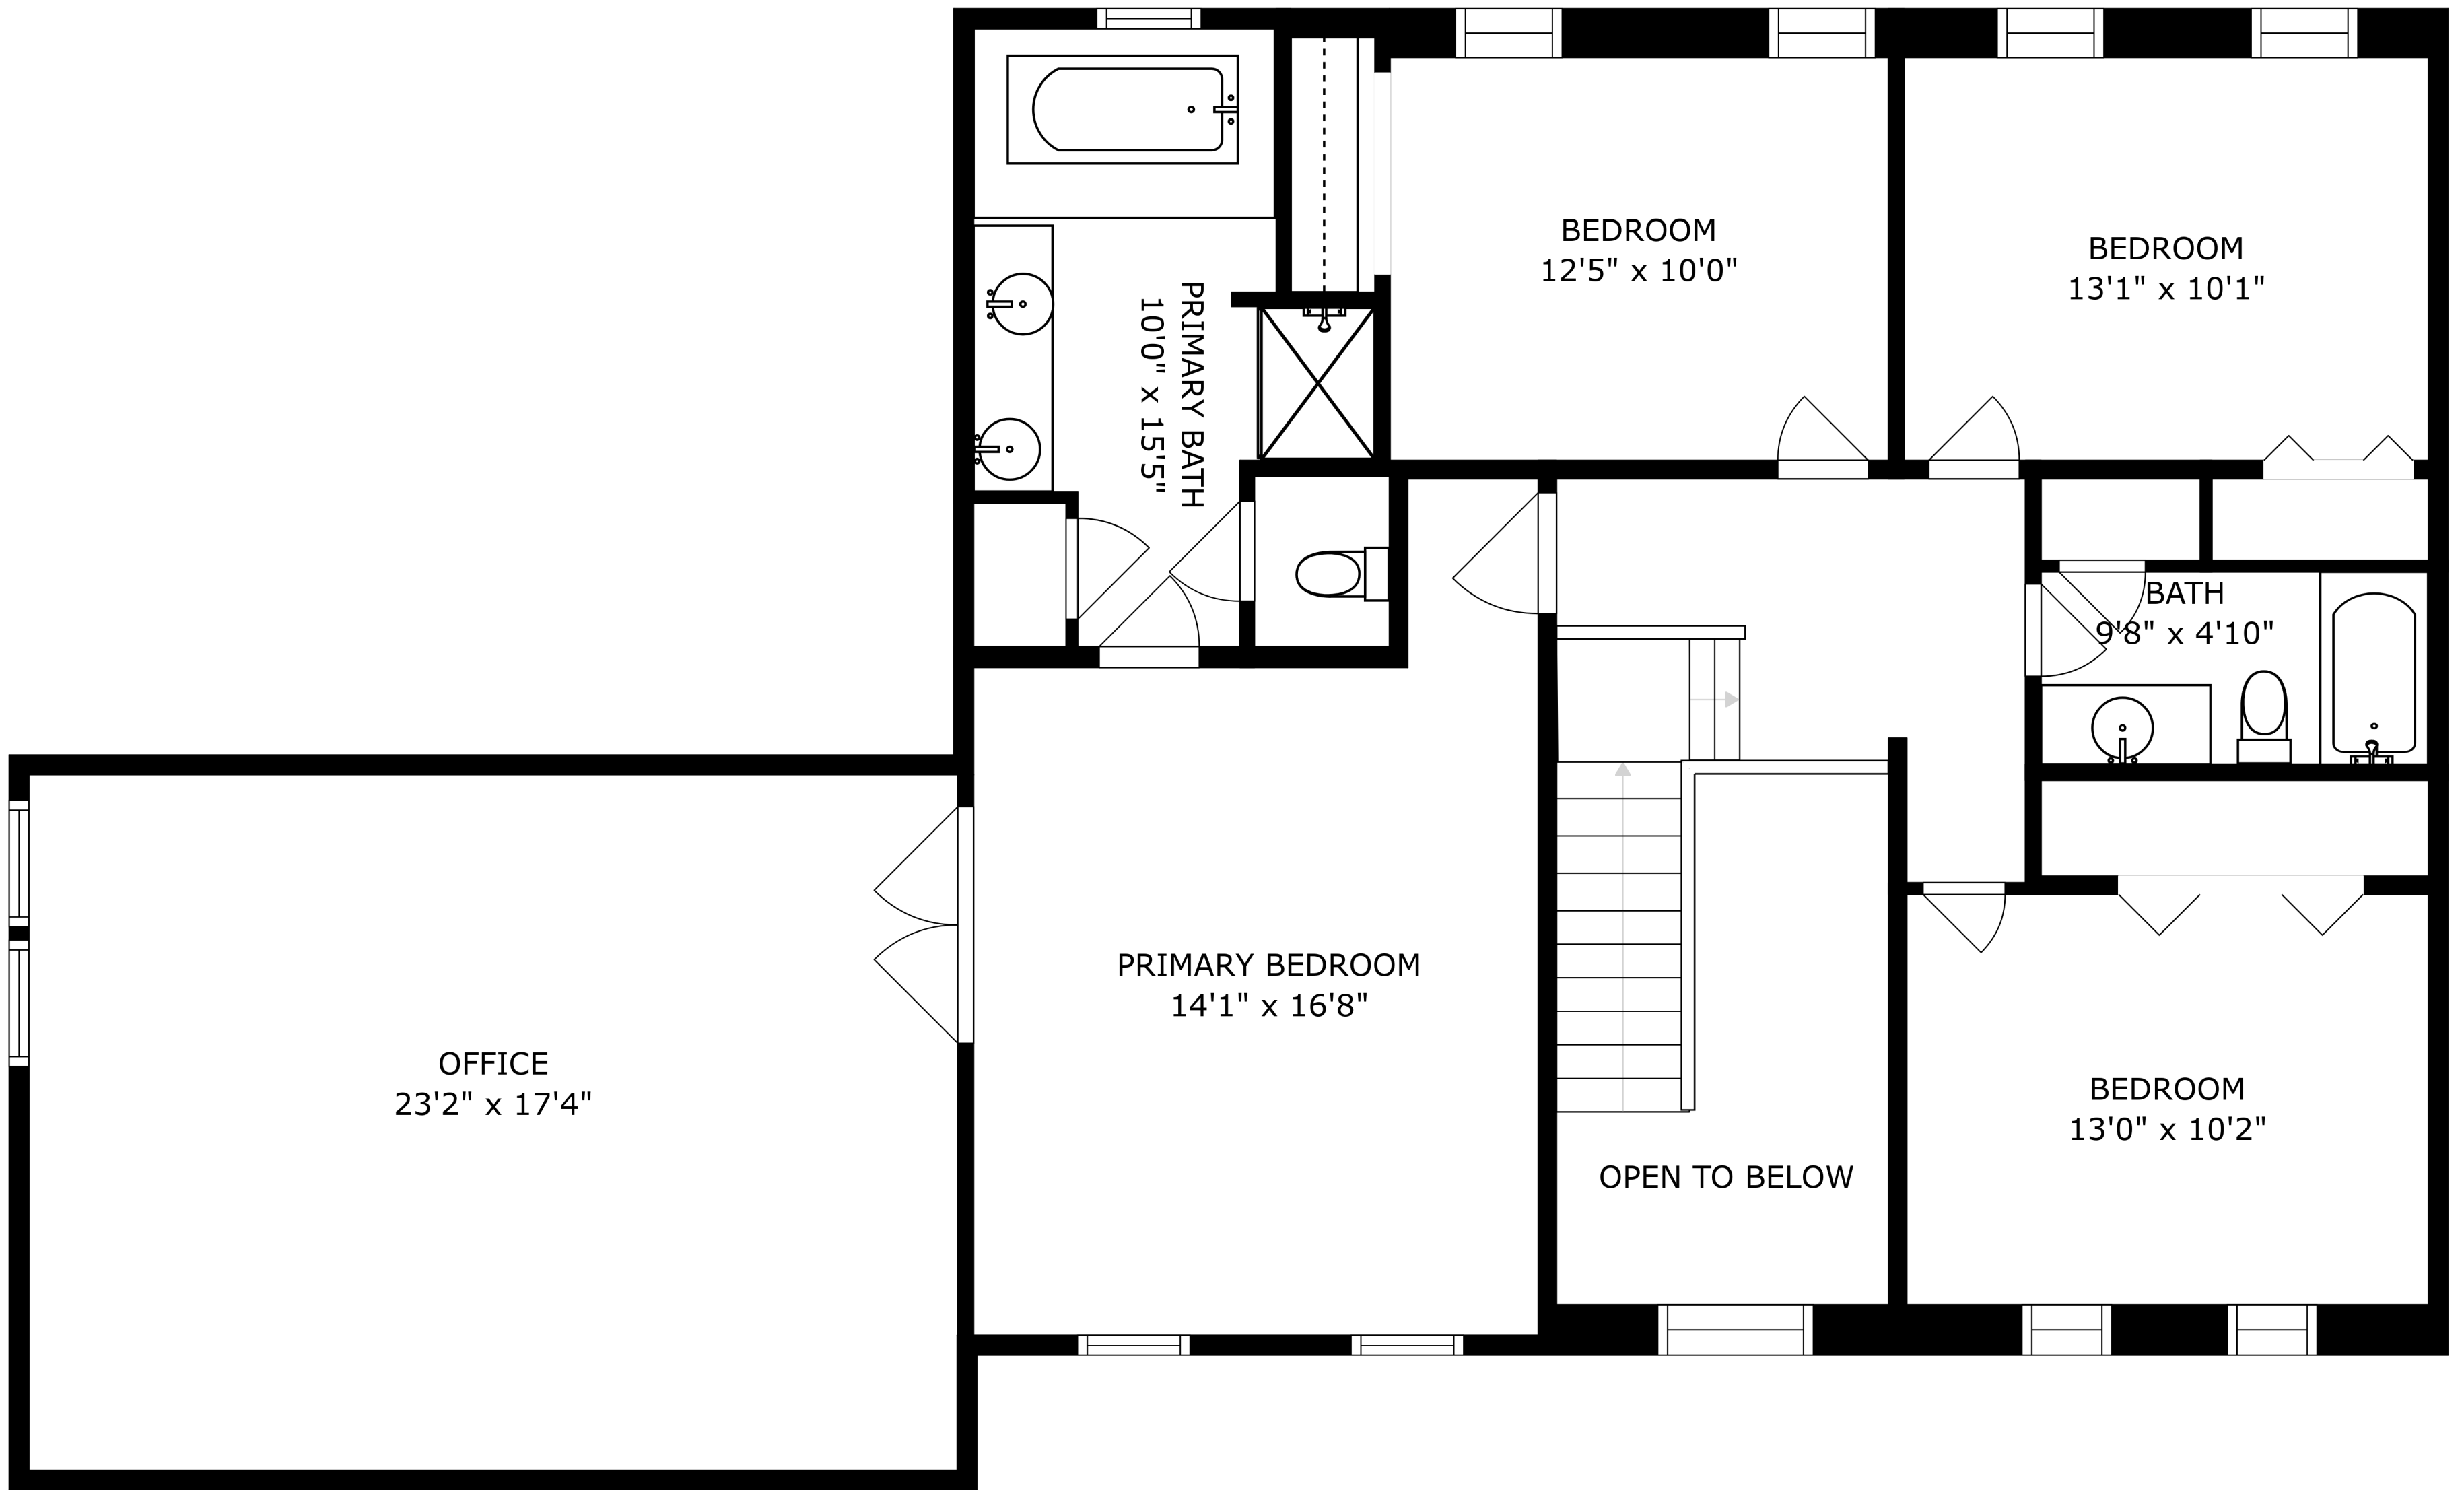 BEDROOM
12'5" x 10'0"
BEDROOM
13'1" x 10'1"
PRIMARY BATH
10'0" x 15'5"
BATH
9'8" x 4'10"
PRIMARY BEDROOM
14'1" x 16'8"
OFFICE
23'2" x 17'4"
BEDROOM
13'0" x 10'2"
OPEN TO BELOW